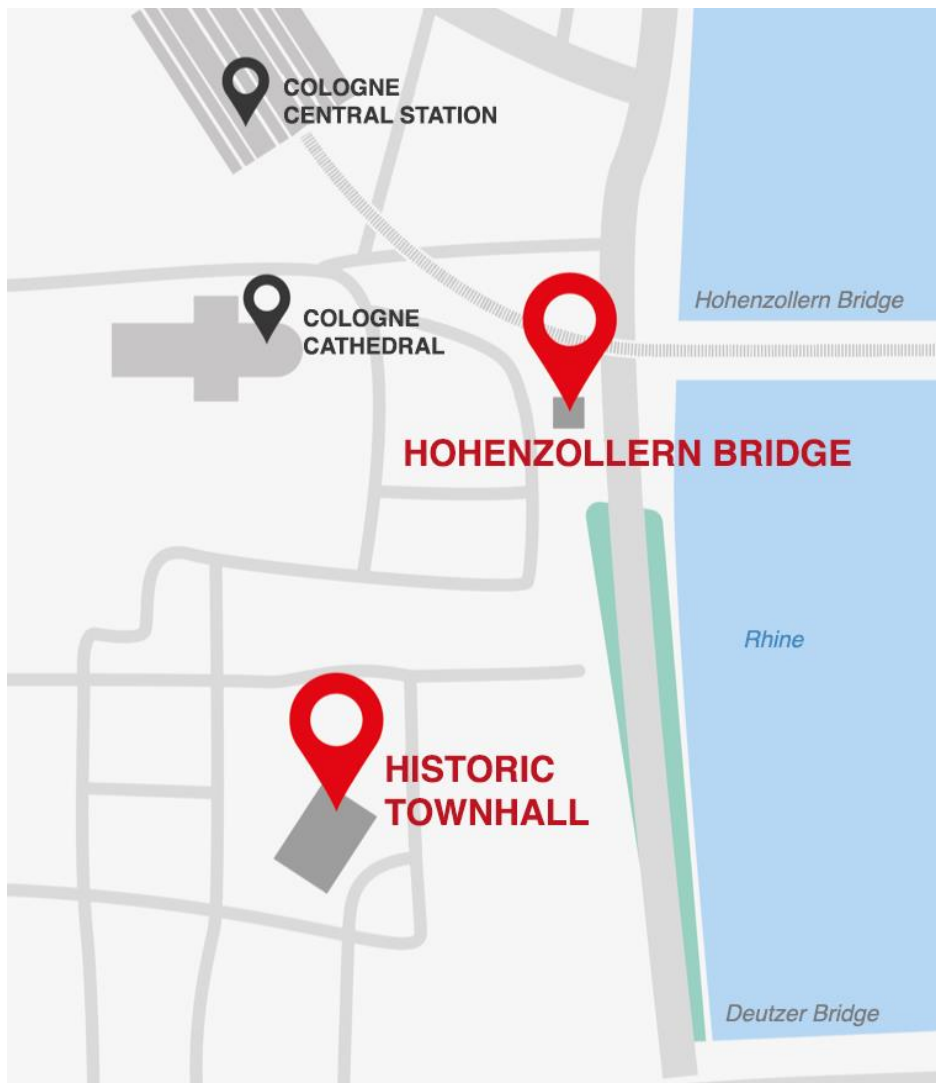 COLOGNE
CENTRAL STATION
Hohenzollern Bridge
COLOGNE
CATHEDRAL
HOHENZOLLERN BRIDGE
Rhine
HISTORIC
TOWNHALL
Deutzer Bridge